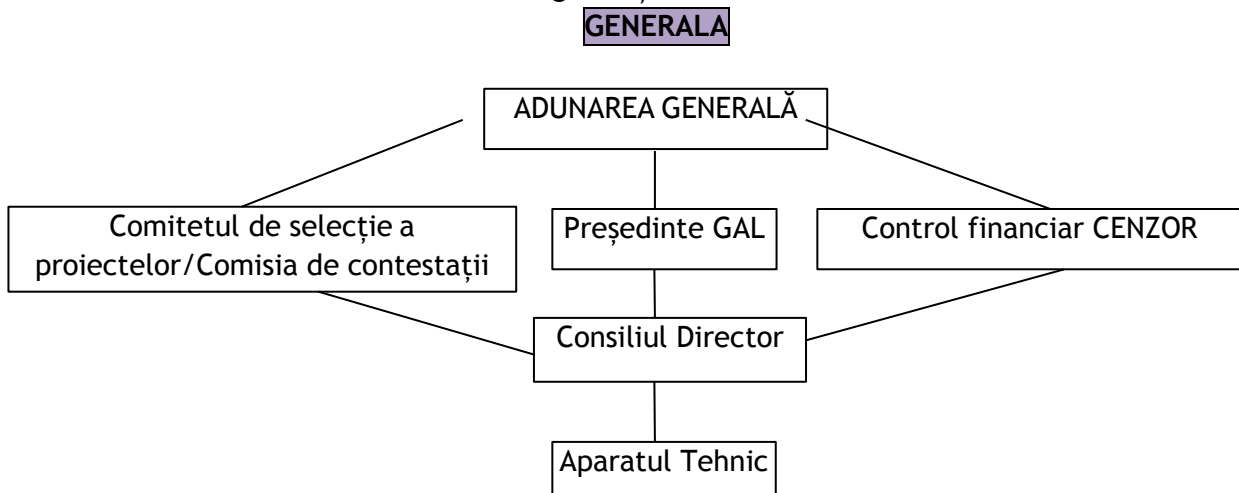 GENERALA
ADUNAREA GENERALĂ
Comitetul de selecție a
proiectelor/Comisia de contestații
Președinte GAL
Control financiar CENZOR
Consiliul Director
Aparatul Tehnic